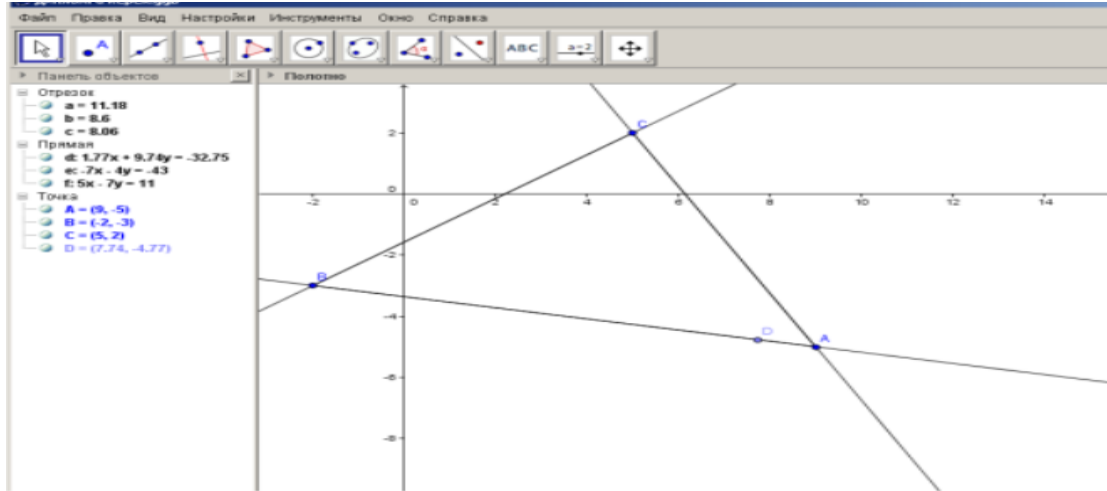 Файл Правка Вид Настройки Инструменты Окно Справка
A α ABC a=2
Панель объектов
Полотно
Отрезок
a = 11.18
b = 8.6
c = 8.06
Прямая
d: 1.77x + 9.74y = -32.75
e: -7x - 4y = -43
f: 5x - 7y = 11
Точка
A = (9, -5)
B = (-2, -3)
C = (5, 2)
D = (7.74, -4.77)
C
2
0
-2 0 2 4 6 8 10 12 14
-2
B
-4
D A
-6
-8